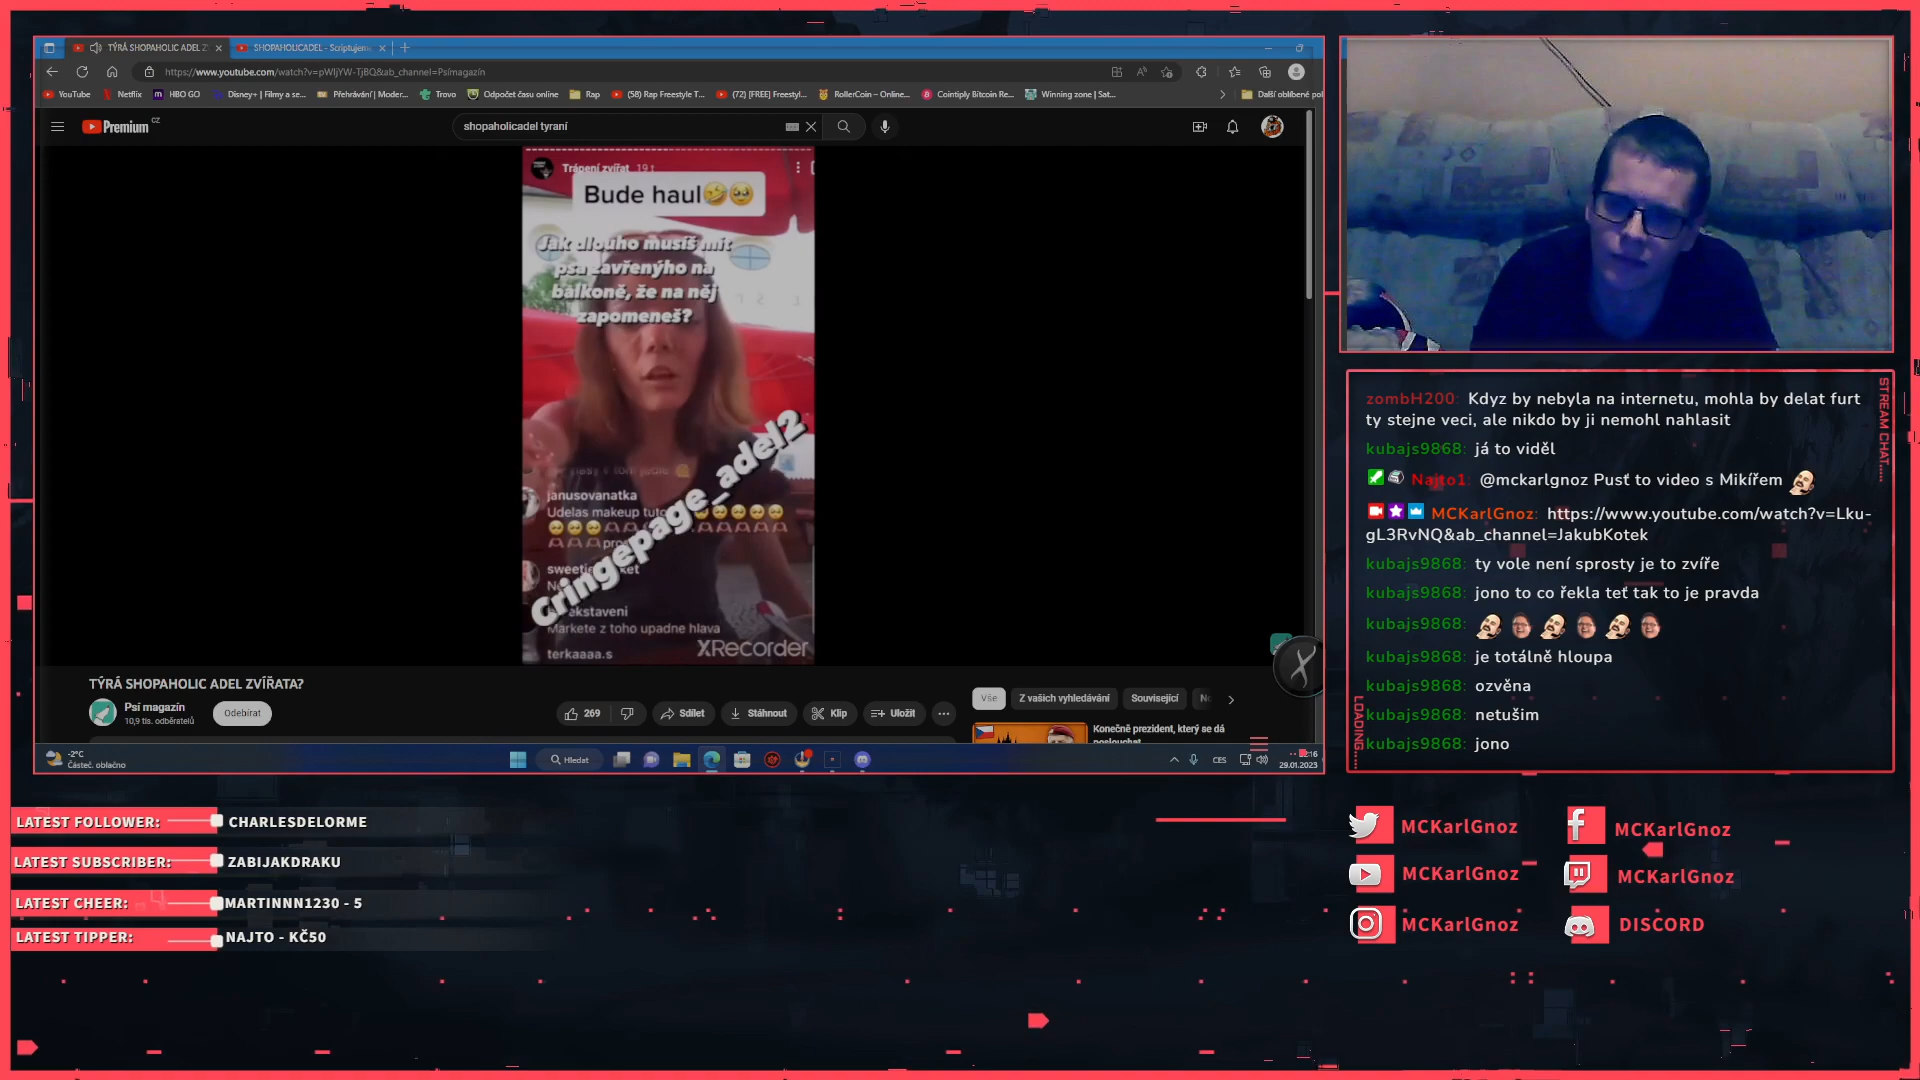 TÝRÁ SHOPAHOLIC ADEL Z
SHOPAHOLICADEL - Scriptujem
https://www.youtube.com/watch?v=pWIjYW-TjBQ&ab_channel=Psímagazín
YouTube
Netflix
HBO GO
Disney+ | Filmy a se...
Přehrávání | Moder...
Trovo
Odpočet času online
Rap
(58) Rap Freestyle T...
(72) [FREE] Freestyl...
RollerCoin – Online...
Cointiply Bitcoin Re...
Winning zone | Sat...
Další oblíbené pol
Premium CZ
shopaholicadel tyraní
Trápení zvířat 19 t
Bude haul🤣🥹
Jak dlouho musíš mít
psa zavřenýho na
balkoně, že na něj
zapomeneš?
janusovanatka
Udelas makeup tuto
Cringepage_adel2
Markete z toho upadne hlava
terkaaaa.s
XRecorder
TÝRÁ SHOPAHOLIC ADEL ZVÍŘATA?
Psí magazín
10,9 tis. odběratelů
Odebírat
269
Sdílet
Stáhnout
Klip
Uložit
Vše
Z vašich vyhledávání
Související
Konečně prezident, který se dá
poslouchat
-2°C
Částeč. oblačno
Hledat
CES
29.01.2023
STREAM CHAT.....
zombH200: Kdyz by nebyla na internetu, mohla by delat furt
ty stejne veci, ale nikdo by ji nemohl nahlasit
kubajs9868: já to viděl
Najto1: @mckarlgnoz Pusť to video s Mikířem
MCKarlGnoz: https://www.youtube.com/watch?v=Lku-
gL3RvNQ&ab_channel=JakubKotek
kubajs9868: ty vole není sprosty je to zvíře
kubajs9868: jono to co řekla teť tak to je pravda
kubajs9868:
kubajs9868: je totálně hloupa
kubajs9868: ozvěna
kubajs9868: netušim
kubajs9868: jono
LOADING.....
LATEST FOLLOWER: CHARLESDELORME
LATEST SUBSCRIBER: ZABIJAKDRAKU
LATEST CHEER: MARTINNN1230 - 5
LATEST TIPPER: NAJTO - KČ50
MCKarlGnoz
MCKarlGnoz
MCKarlGnoz
MCKarlGnoz
MCKarlGnoz
DISCORD